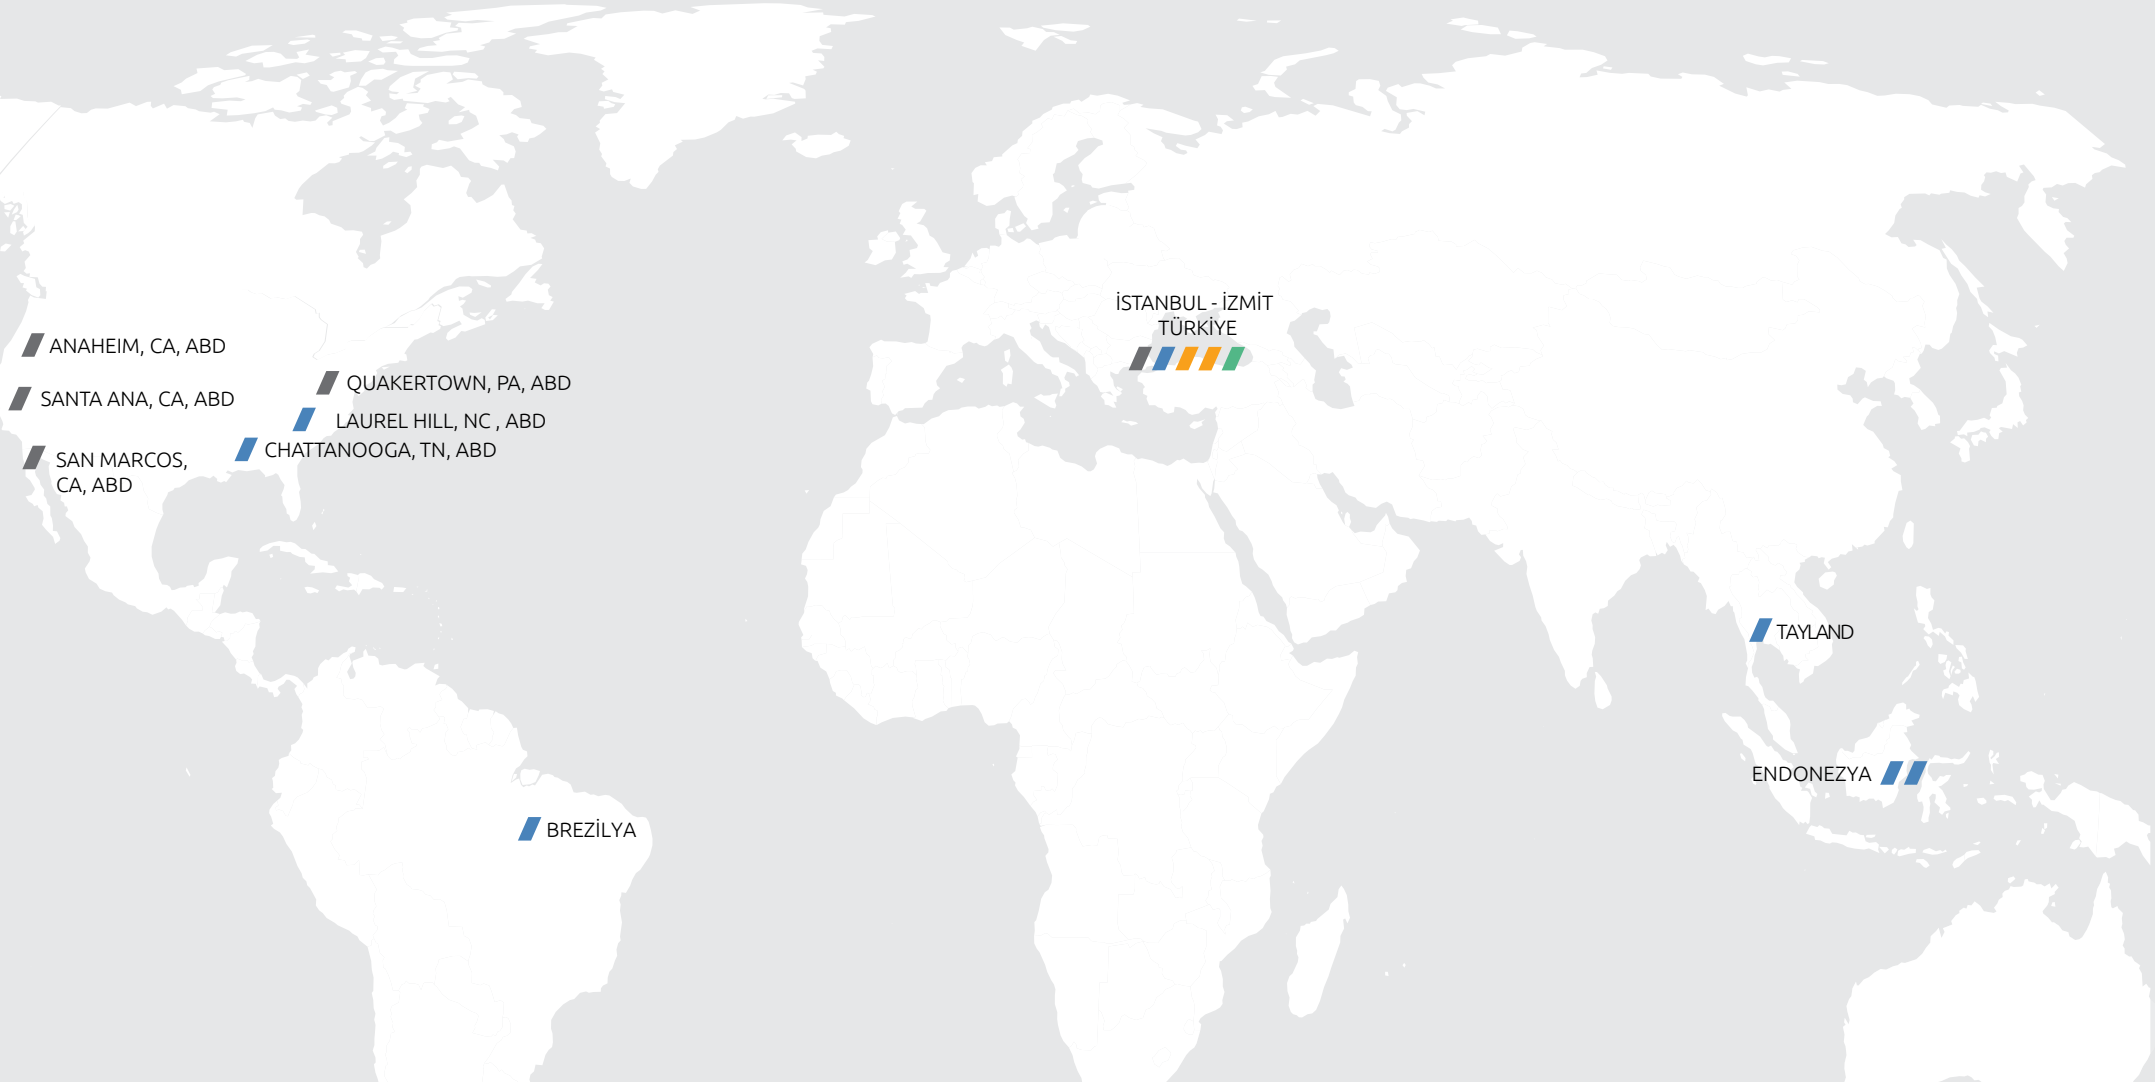 İSTANBUL - İZMİT
TÜRKİYE
ANAHEIM, CA, ABD
QUAKERTOWN, PA, ABD
SANTA ANA, CA, ABD
LAUREL HILL, NC , ABD
CHATTANOOGA, TN, ABD
SAN MARCOS,
CA, ABD
TAYLAND
ENDONEZYA
BREZİLYA